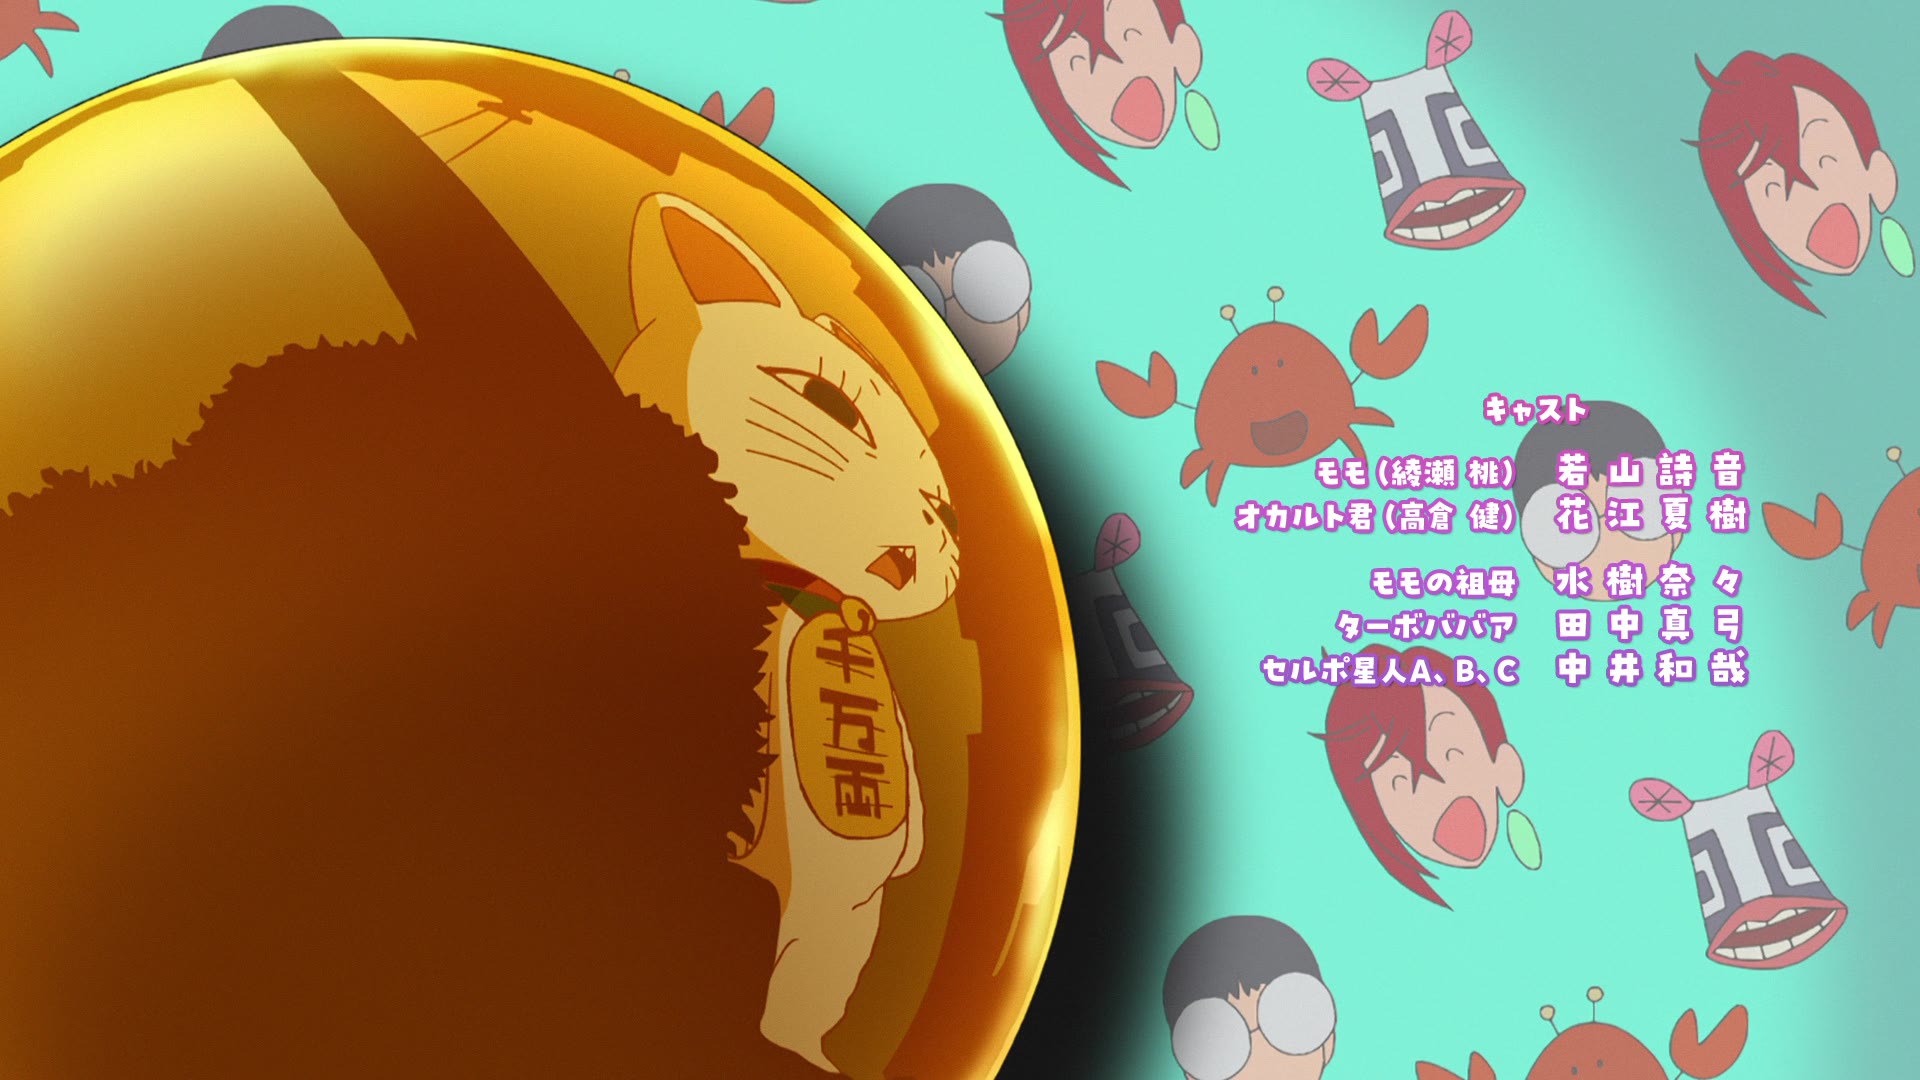 キャスト
モモ（綾瀬 桃） 若山詩音
オカルト君（高倉 健） 花江夏樹
モモの祖母 水樹奈々
ターボババア 田中真弓
セルポ星人A、B、C 中井和哉
千万両